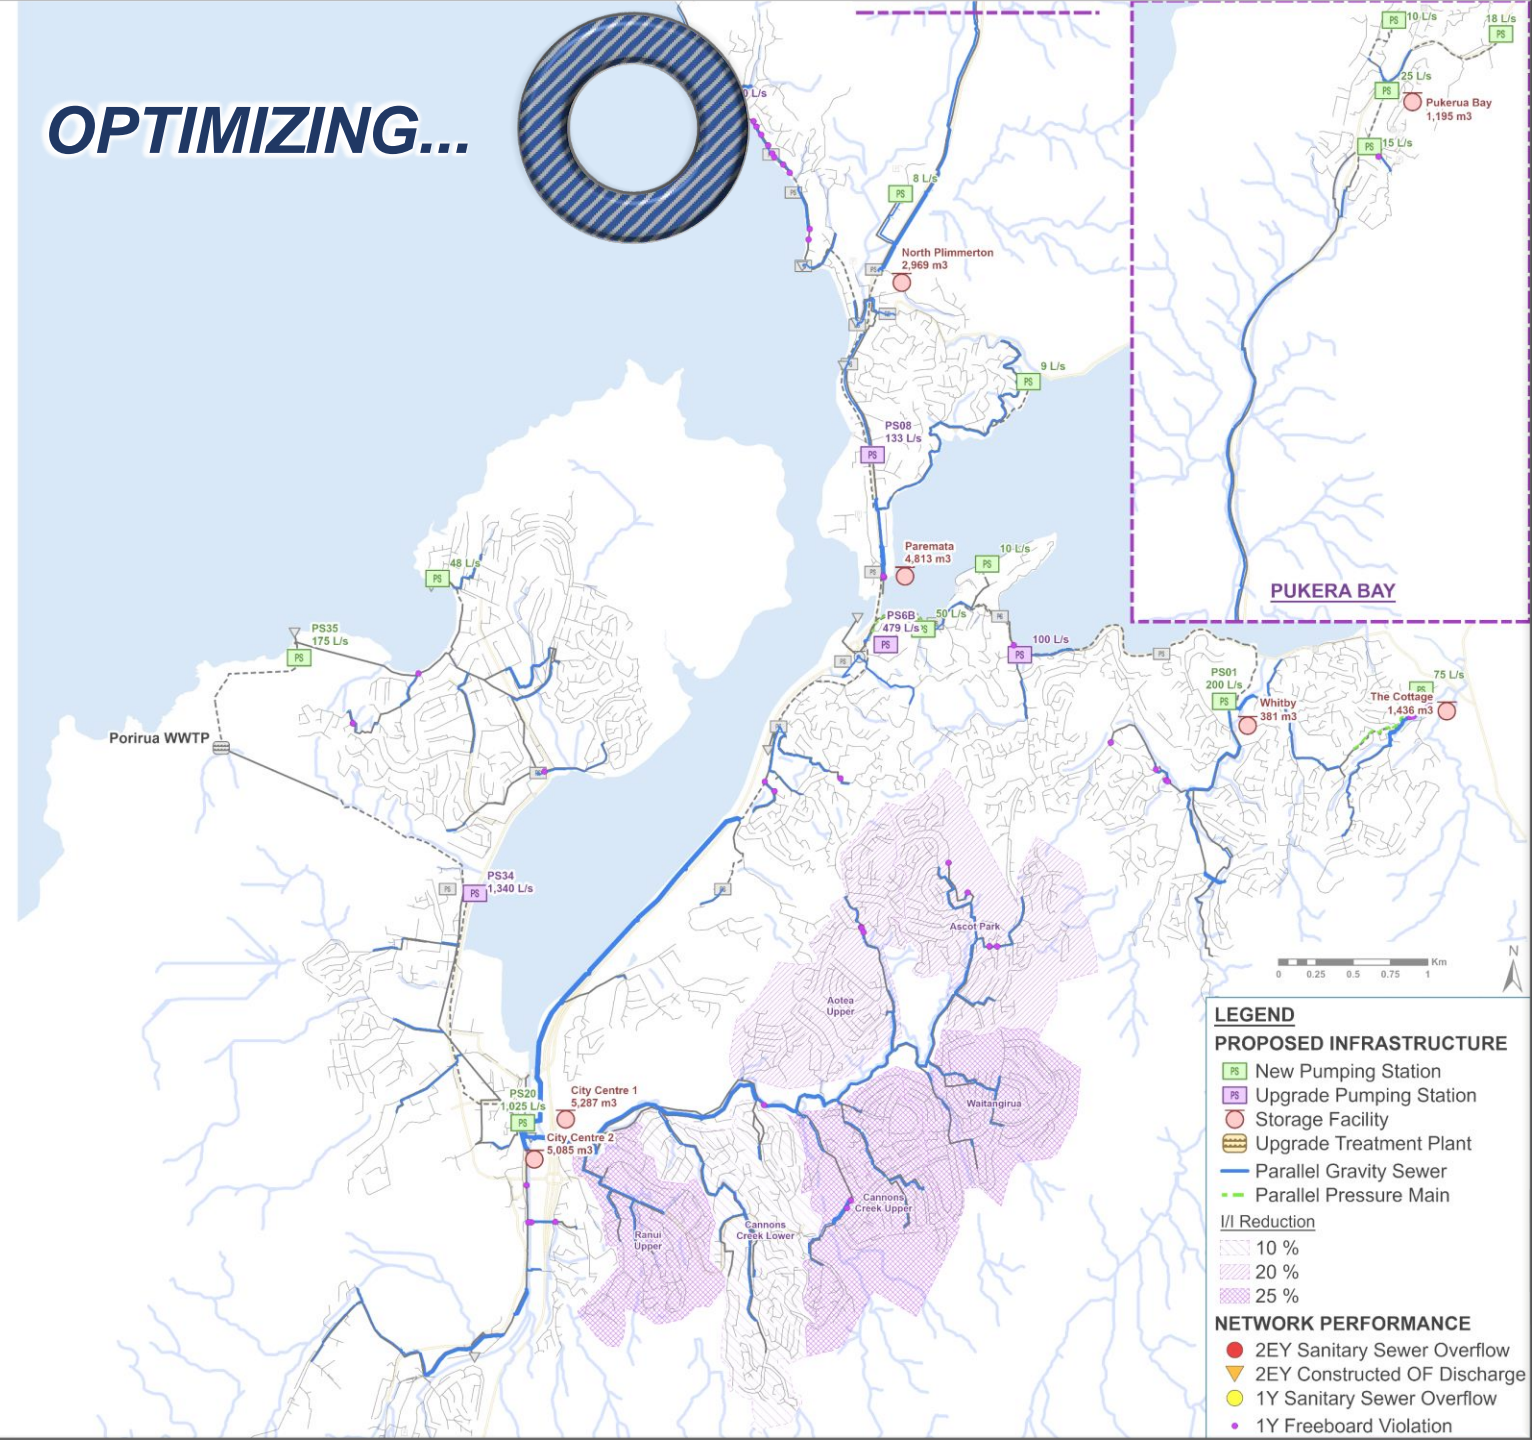 OPTIMIZING...
0 L/s
8 L/s
North Plimmerton
2,969 m3
10 L/s
18 L/s
25 L/s
Pukerua Bay
1,195 m3
15 L/s
PUKERA BAY
9 L/s
PS08
133 L/s
Paremata
4,813 m3
10 L/s
PS6B
479 L/s
50 L/s
100 L/s
48 L/s
PS35
175 L/s
Porirua WWTP
PS01
200 L/s
Whitby
381 m3
75 L/s
The Cottage
1,436 m3
PS34
1,340 L/s
Ascot Park
Aotea
Upper
Waitangirua
PS20
1,025 L/s
City Centre 1
5,287 m3
City Centre 2
5,085 m3
Cannons
Creek Upper
Cannons
Creek Lower
Ranui
Upper
N
Km
0 0.25 0.5 0.75 1
LEGEND
PROPOSED INFRASTRUCTURE
PS New Pumping Station
PS Upgrade Pumping Station
Storage Facility
Upgrade Treatment Plant
Parallel Gravity Sewer
Parallel Pressure Main
I/I Reduction
10 %
20 %
25 %
NETWORK PERFORMANCE
2EY Sanitary Sewer Overflow
2EY Constructed OF Discharge
1Y Sanitary Sewer Overflow
1Y Freeboard Violation